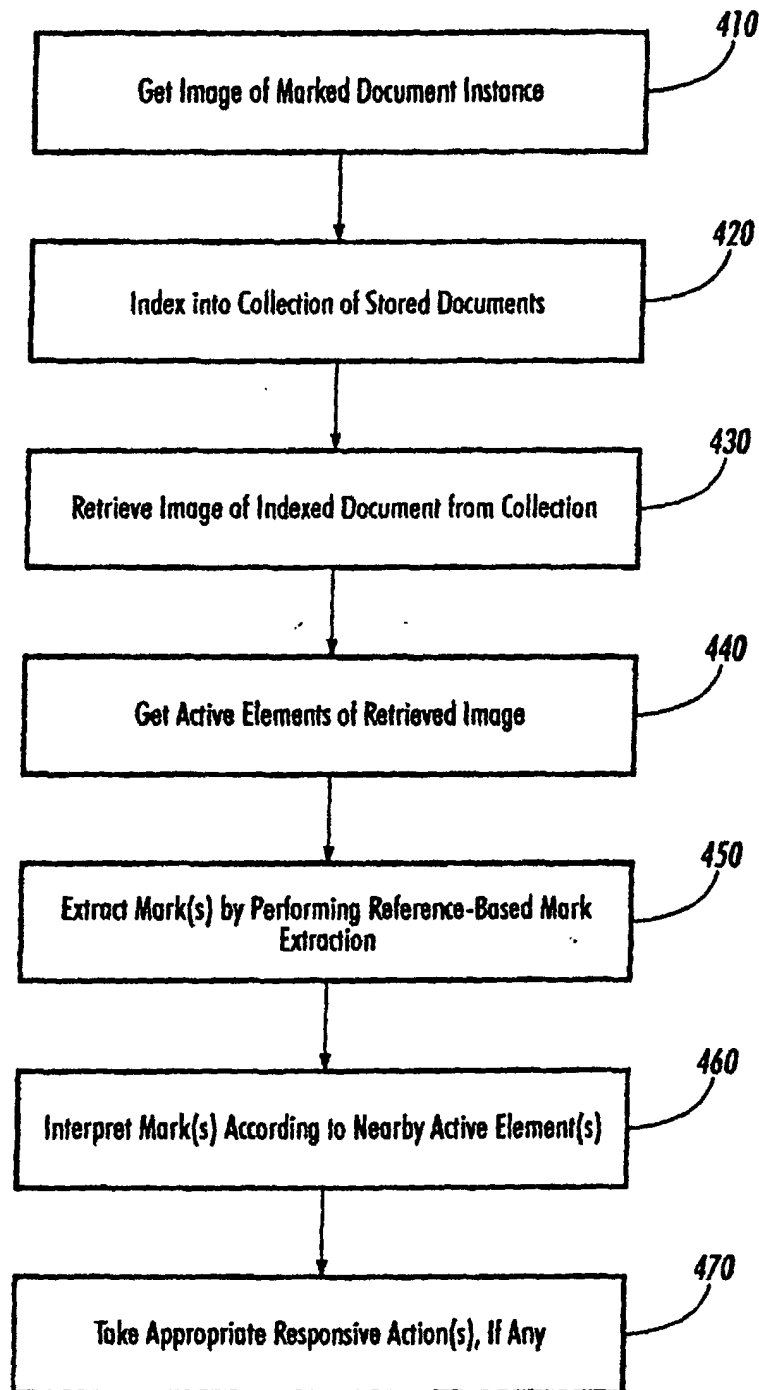 410
Get Image of Marked Document Instance
420
Index into Collection of Stored Documents
430
Retrieve Image of Indexed Document from Collection
440
Get Active Elements of Retrieved Image
450
Extract Mark(s) by Performing Reference-Based Mark
Extraction
460
Interpret Mark(s) According to Nearby Active Element(s)
470
Take Appropriate Responsive Action(s), If Any